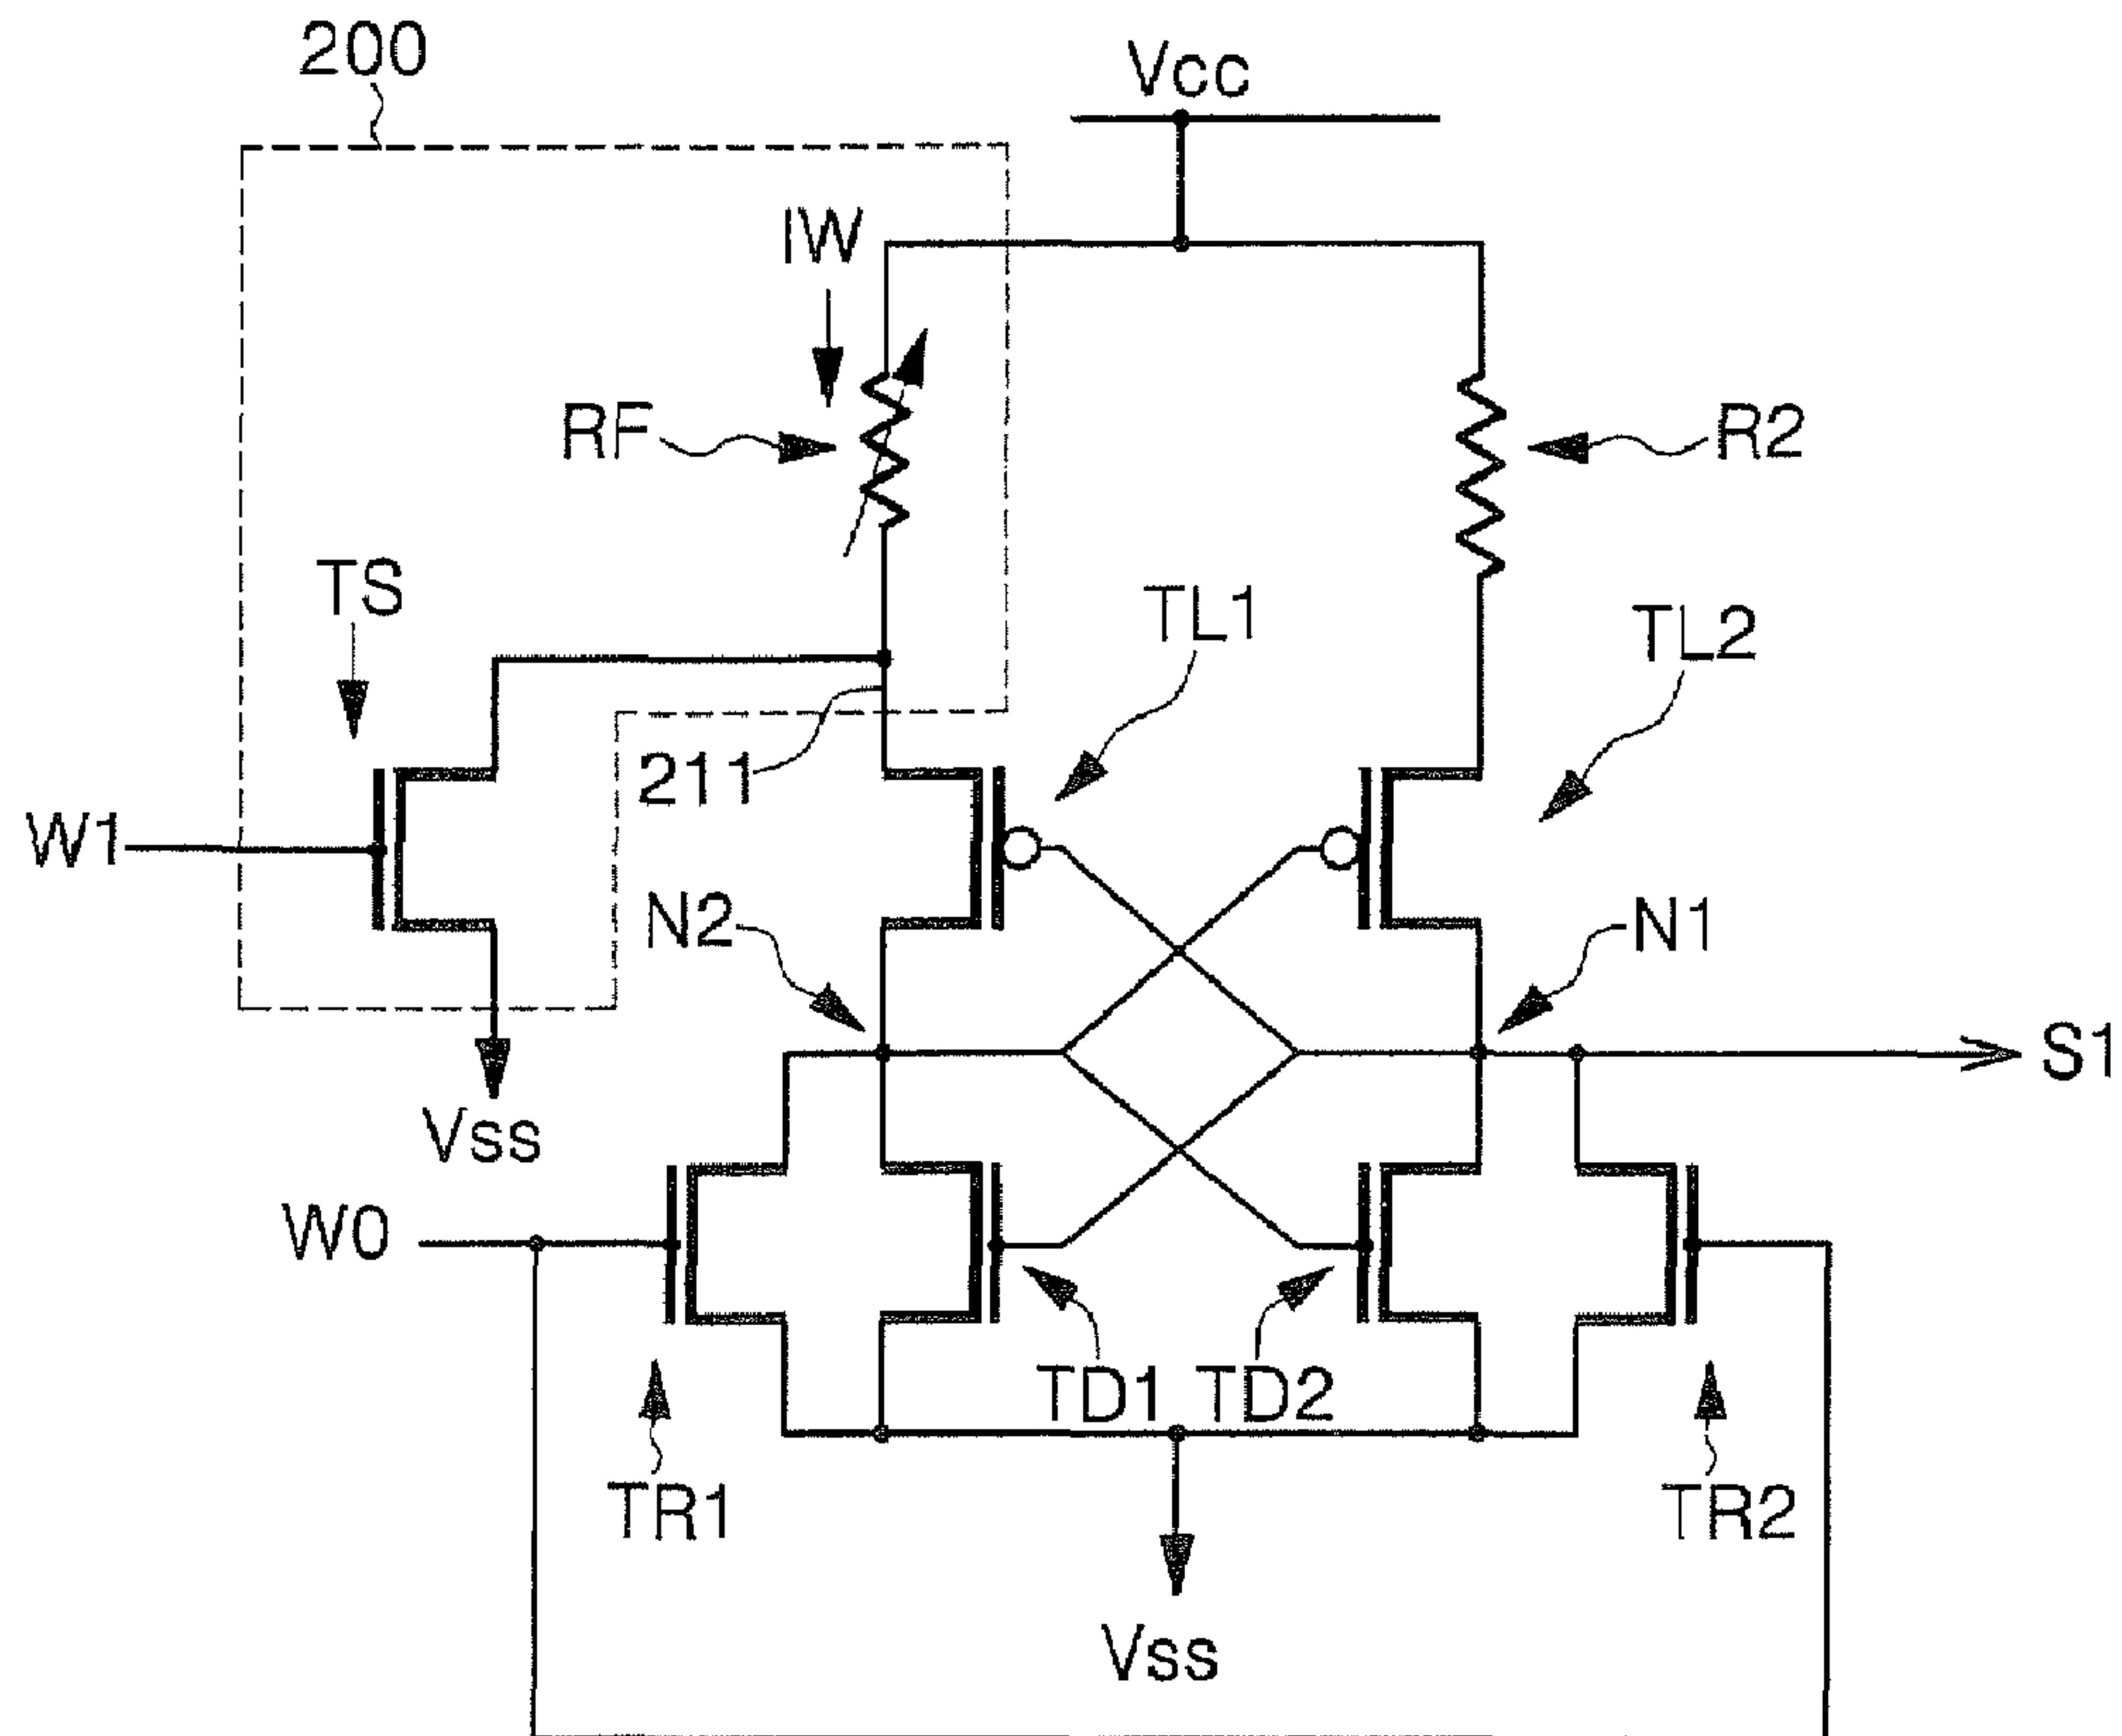 200
Vcc
IW
RF
R2
TS
TL1
TL2
211
W1
N2
N1
S1
Vss
W0
TD1
TD2
TR1
TR2
Vss